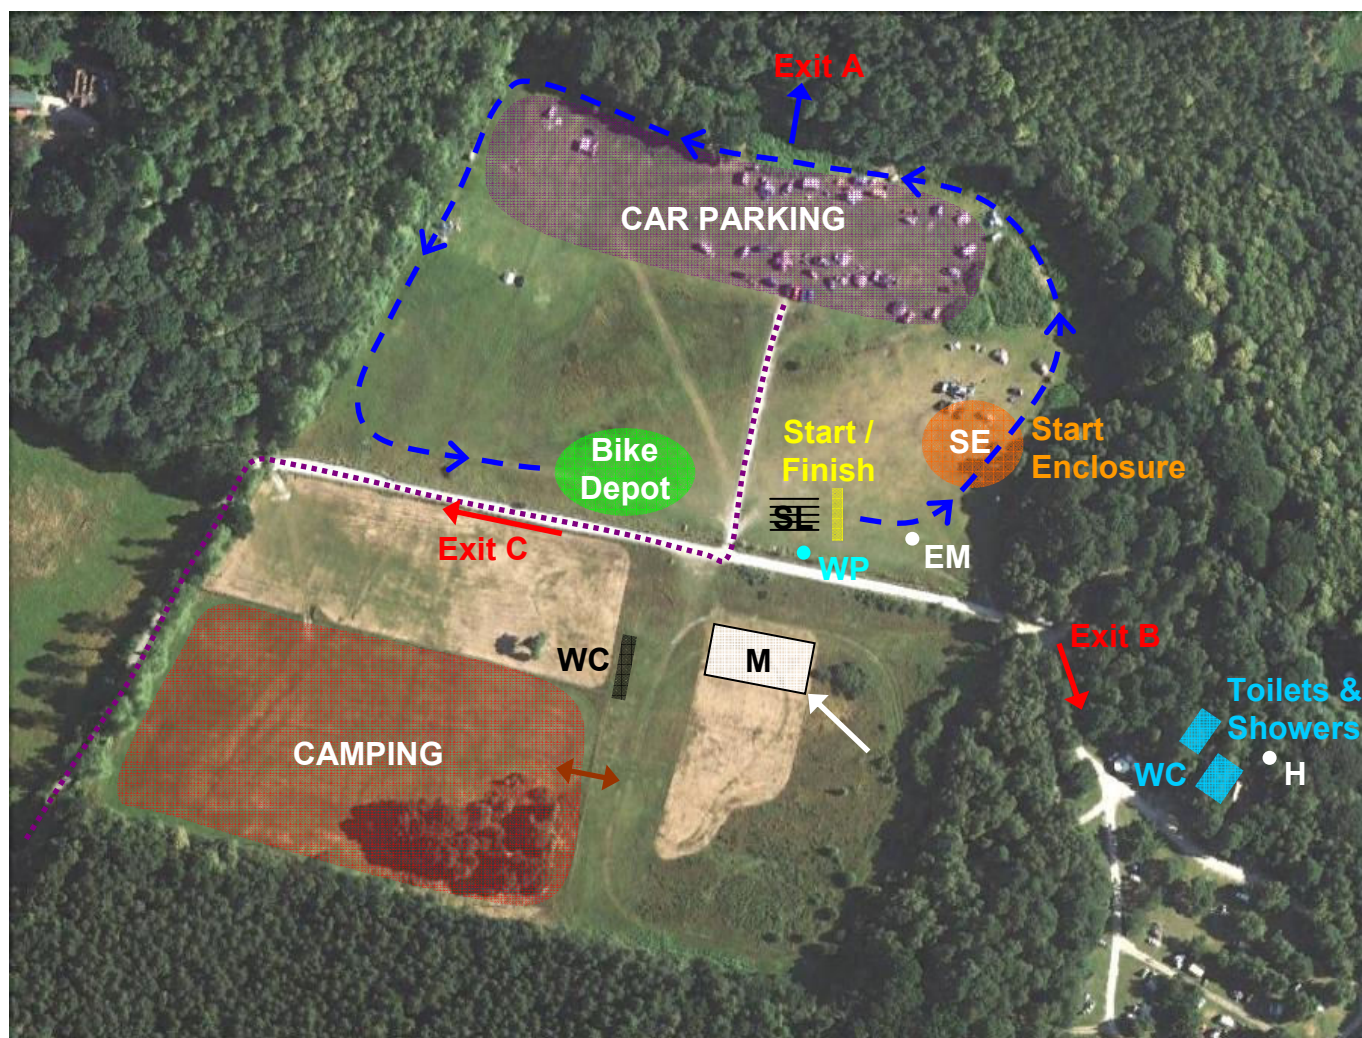 Exit A
CAR PARKING
Start /
Finish
Bike
Depot
SE
Start
Enclosure
SL
Exit C
WP
EM
Exit B
WC
M
Toilets &
Showers
CAMPING
WC
H